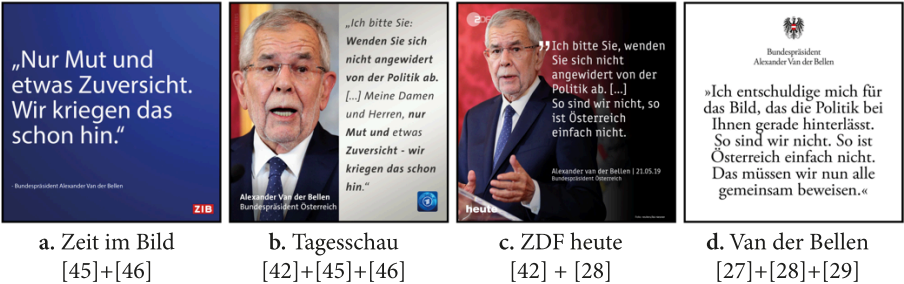 „Nur Mut und
etwas Zuversicht.
Wir kriegen das
schon hin.“
- Bundespräsident Alexander Van der Bellen
ZIB
„Ich bitte Sie:
Wenden Sie sich
nicht angewidert
von der Politik ab.
[...] Meine Damen
und Herren, nur
Mut und etwas
Zuversicht - wir
kriegen das schon
hin.“
Alexander Van der Bellen
Bundespräsident Österreich
ZDF
„Ich bitte Sie, wenden
Sie sich nicht
angewidert von der
Politik ab. [...]
So sind wir nicht, so
ist Österreich
einfach nicht.
Alexander van der Bellen | 21.05.19
Bundespräsident Österreich
heute
Bundespräsident
Alexander Van der Bellen
»Ich entschuldige mich für
das Bild, das die Politik bei
Ihnen gerade hinterlässt.
So sind wir nicht. So ist
Österreich einfach nicht.
Das müssen wir nun alle
gemeinsam beweisen.«
a. Zeit im Bild
[45]+[46]
b. Tagesschau
[42]+[45]+[46]
c. ZDF heute
[42] + [28]
d. Van der Bellen
[27]+[28]+[29]